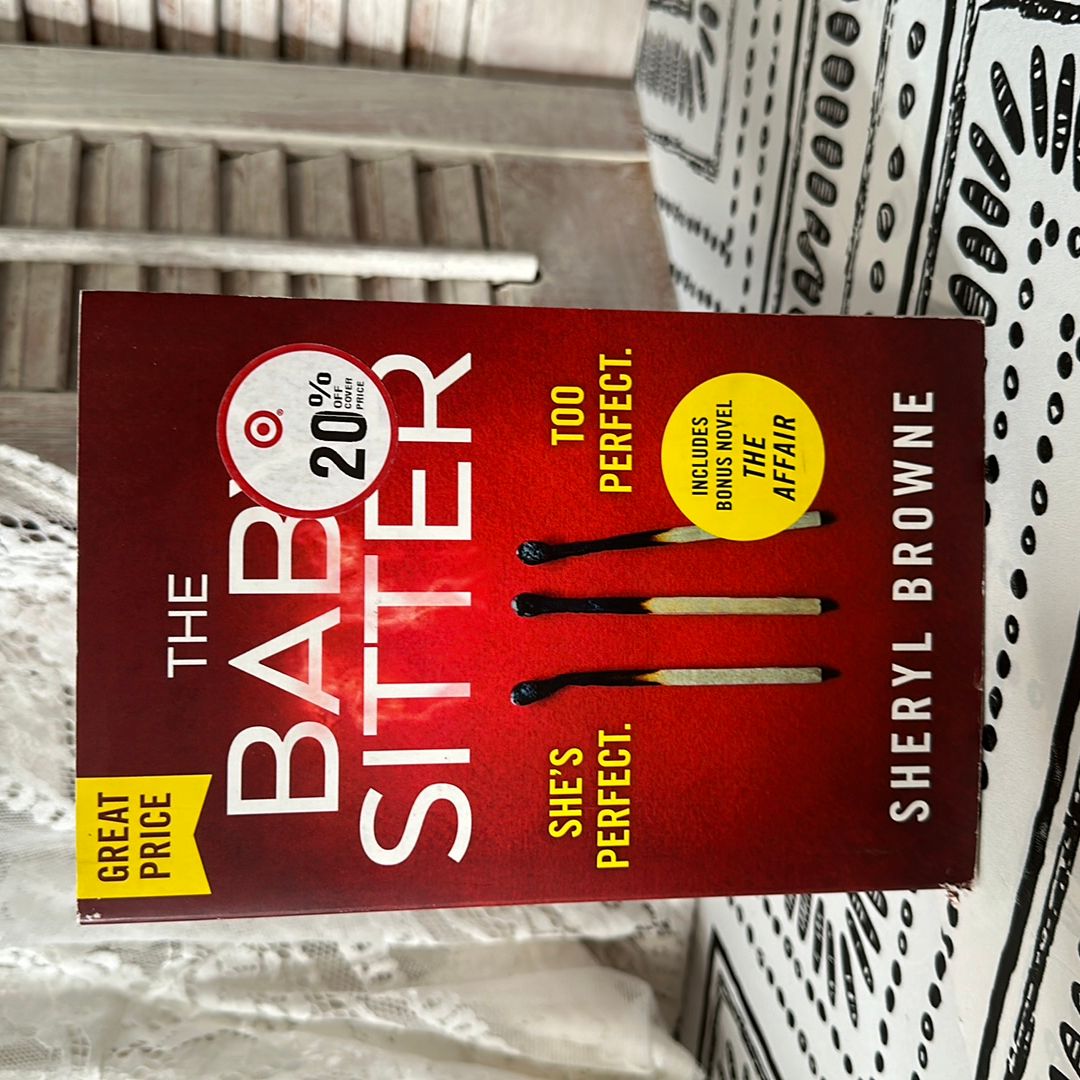 GREAT
PRICE
THE
BABY
SITTER
20%
OFF
COVER
PRICE
SHE'S
PERFECT.
TOO
PERFECT.
INCLUDES
BONUS NOVEL
THE
AFFAIR
SHERYL BROWNE